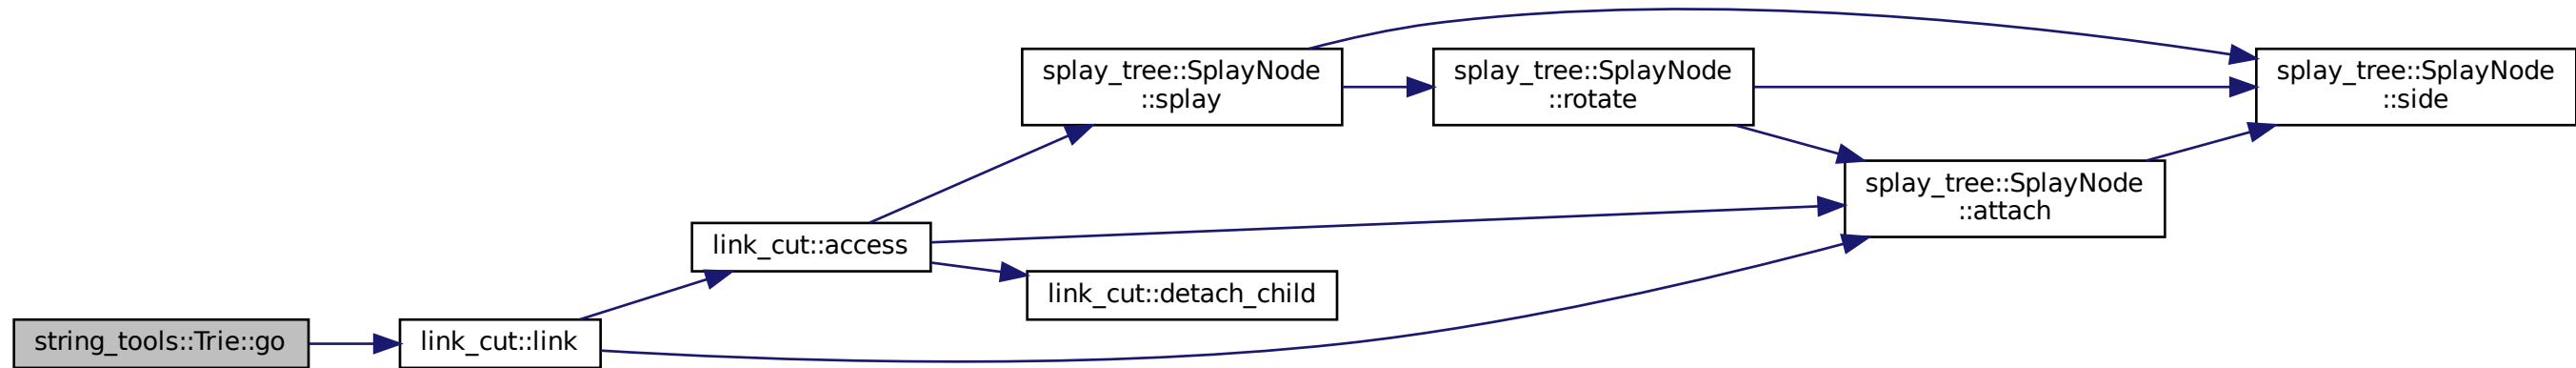 splay_tree::SplayNode
::splay
splay_tree::SplayNode
::rotate
splay_tree::SplayNode
::side
splay_tree::SplayNode
::attach
link_cut::access
link_cut::detach_child
string_tools::Trie::go
link_cut::link